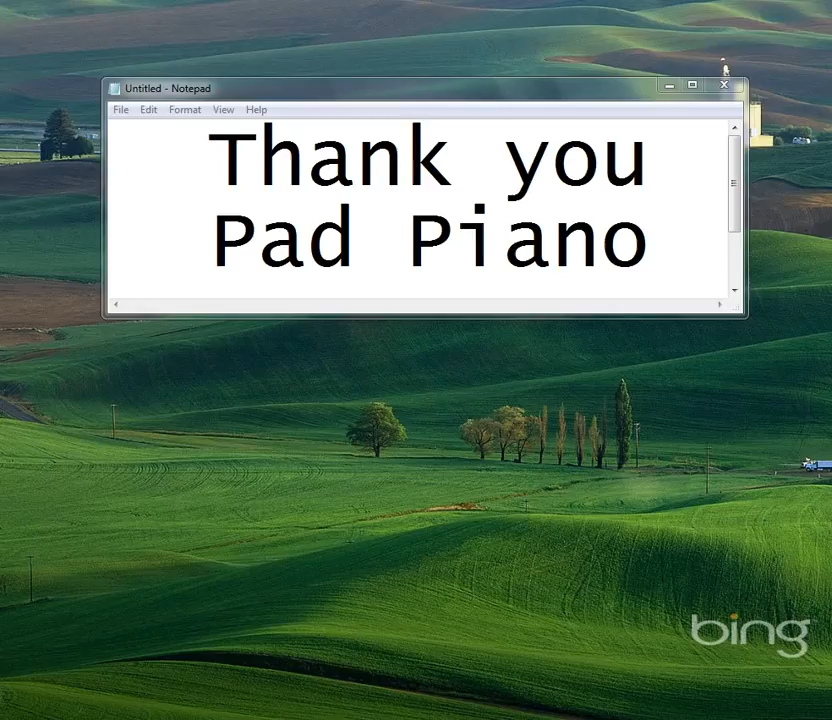 Untitled - Notepad
File Edit Format View Help
Thank you
Pad Piano
bing